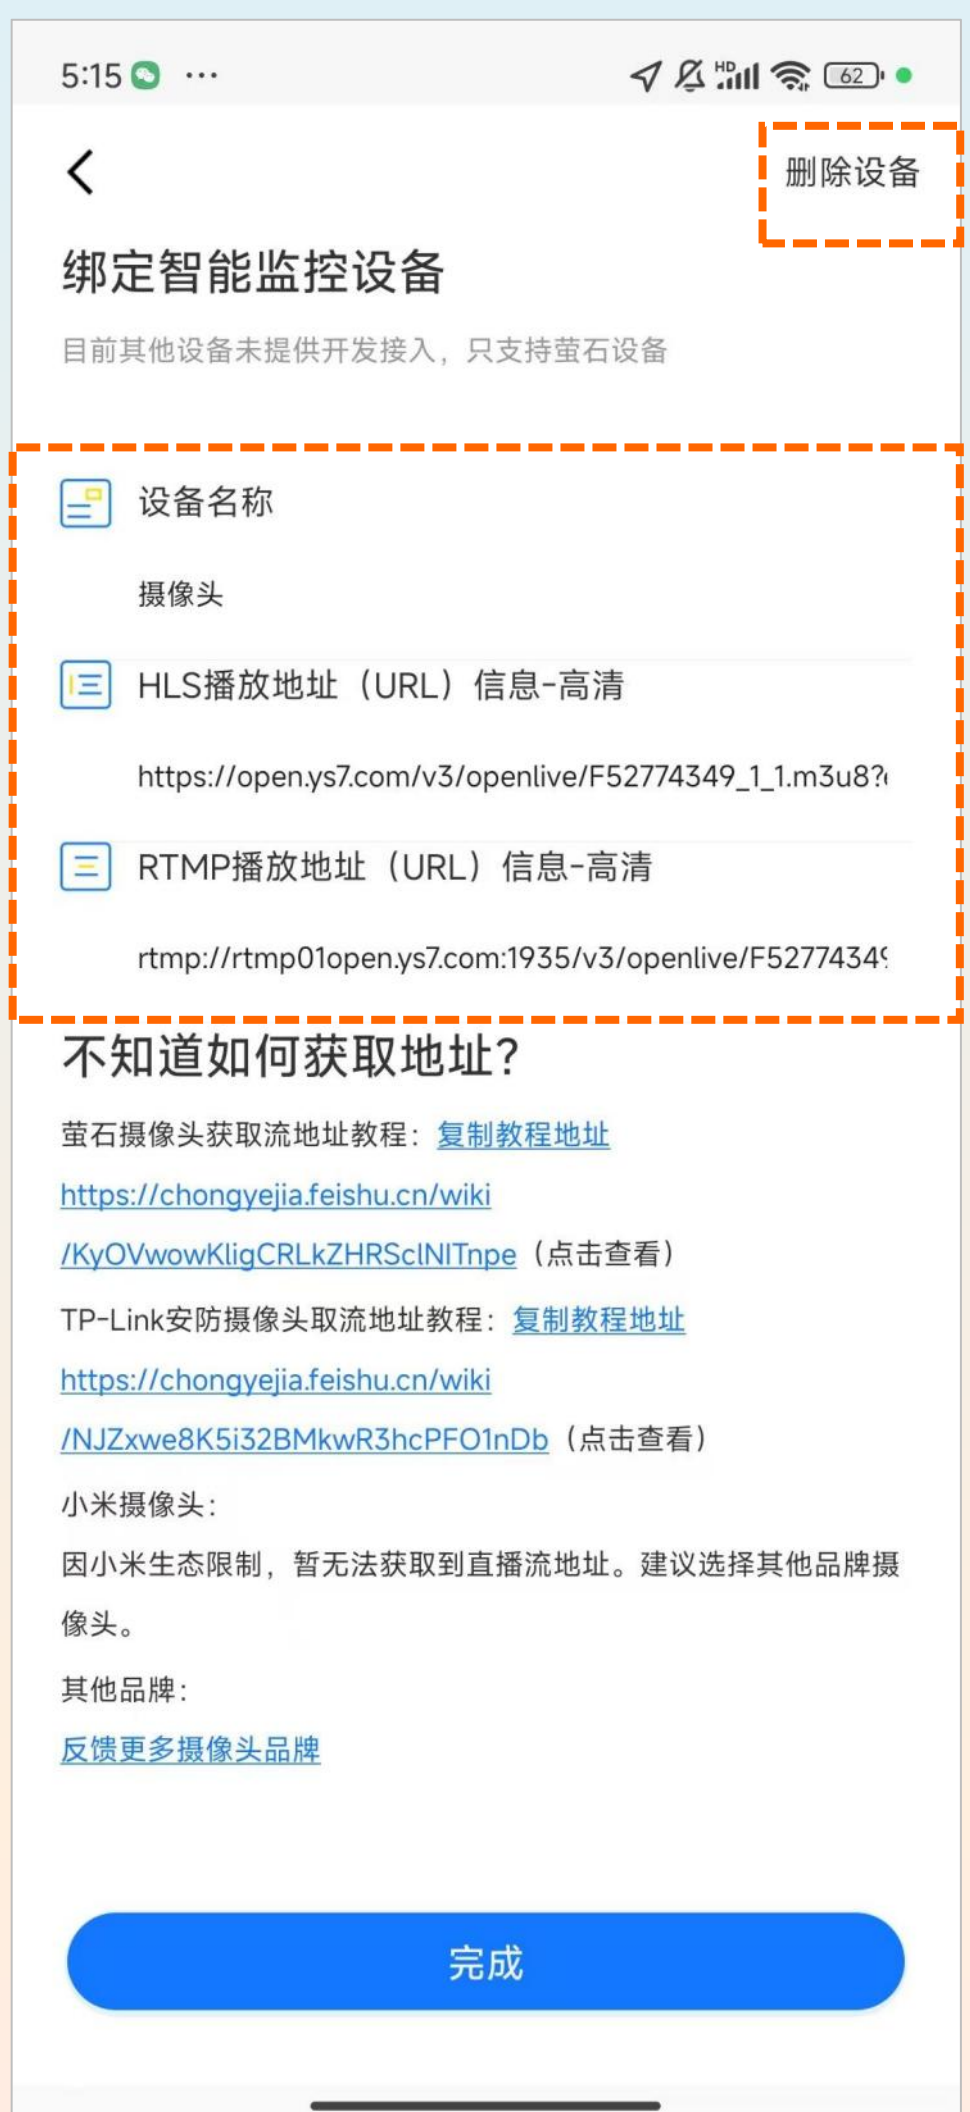 5:15 ...
HD 62
删除设备
绑定智能监控设备
目前其他设备未提供开发接入，只支持萤石设备
设备名称
摄像头
HLS播放地址（URL）信息-高清
https://open.ys7.com/v3/openlive/F52774349_1_1.m3u8?
RTMP播放地址（URL）信息-高清
rtmp://rtmp01open.ys7.com:1935/v3/openlive/F5277434
不知道如何获取地址?
萤石摄像头获取流地址教程：复制教程地址
https://chongyejia.feishu.cn/wiki
/KyOVwowKligCRLkZHRSclNITnpe（点击查看）
TP-Link安防摄像头取流地址教程：复制教程地址
https://chongyejia.feishu.cn/wiki
/NJZxwe8K5i32BMkwR3hcPFO1nDb（点击查看）
小米摄像头：
因小米生态限制，暂无法获取到直播流地址。建议选择其他品牌摄
像头。
其他品牌：
反馈更多摄像头品牌
完成